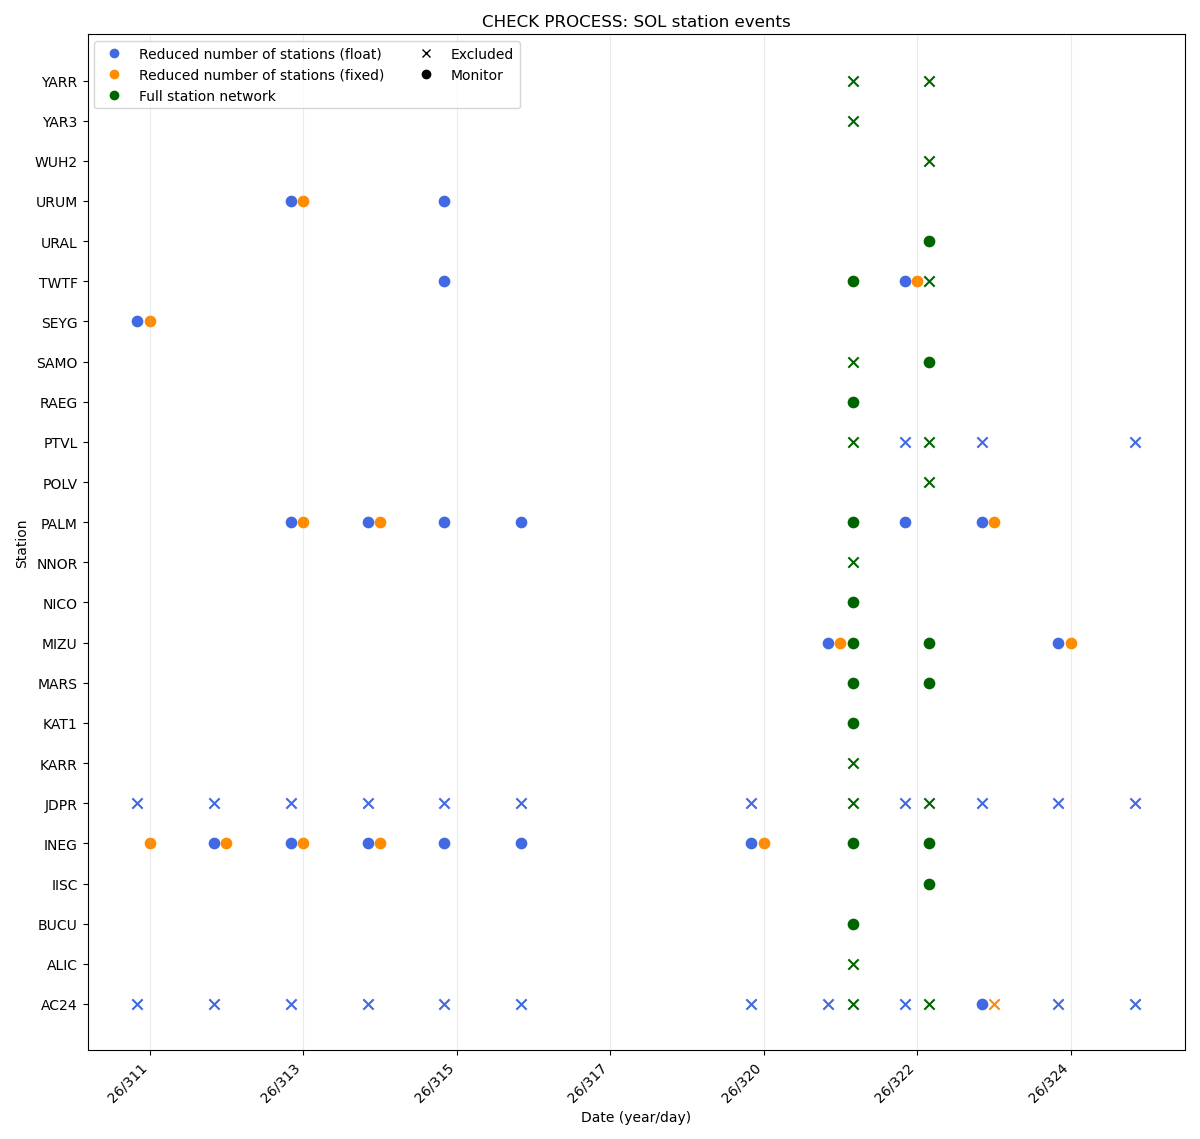 CHECK PROCESS: SOL station events
Reduced number of stations (float)
Reduced number of stations (fixed)
Full station network
Excluded
Monitor
YARR
YAR3
WUH2
URUM
URAL
TWTF
SEYG
SAMO
RAEG
PTVL
POLV
PALM
NNOR
NICO
MIZU
MARS
KAT1
KARR
JDPR
INEG
IISC
BUCU
ALIC
AC24
Station
26/311
26/313
26/315
26/317
26/320
26/322
26/324
Date (year/day)